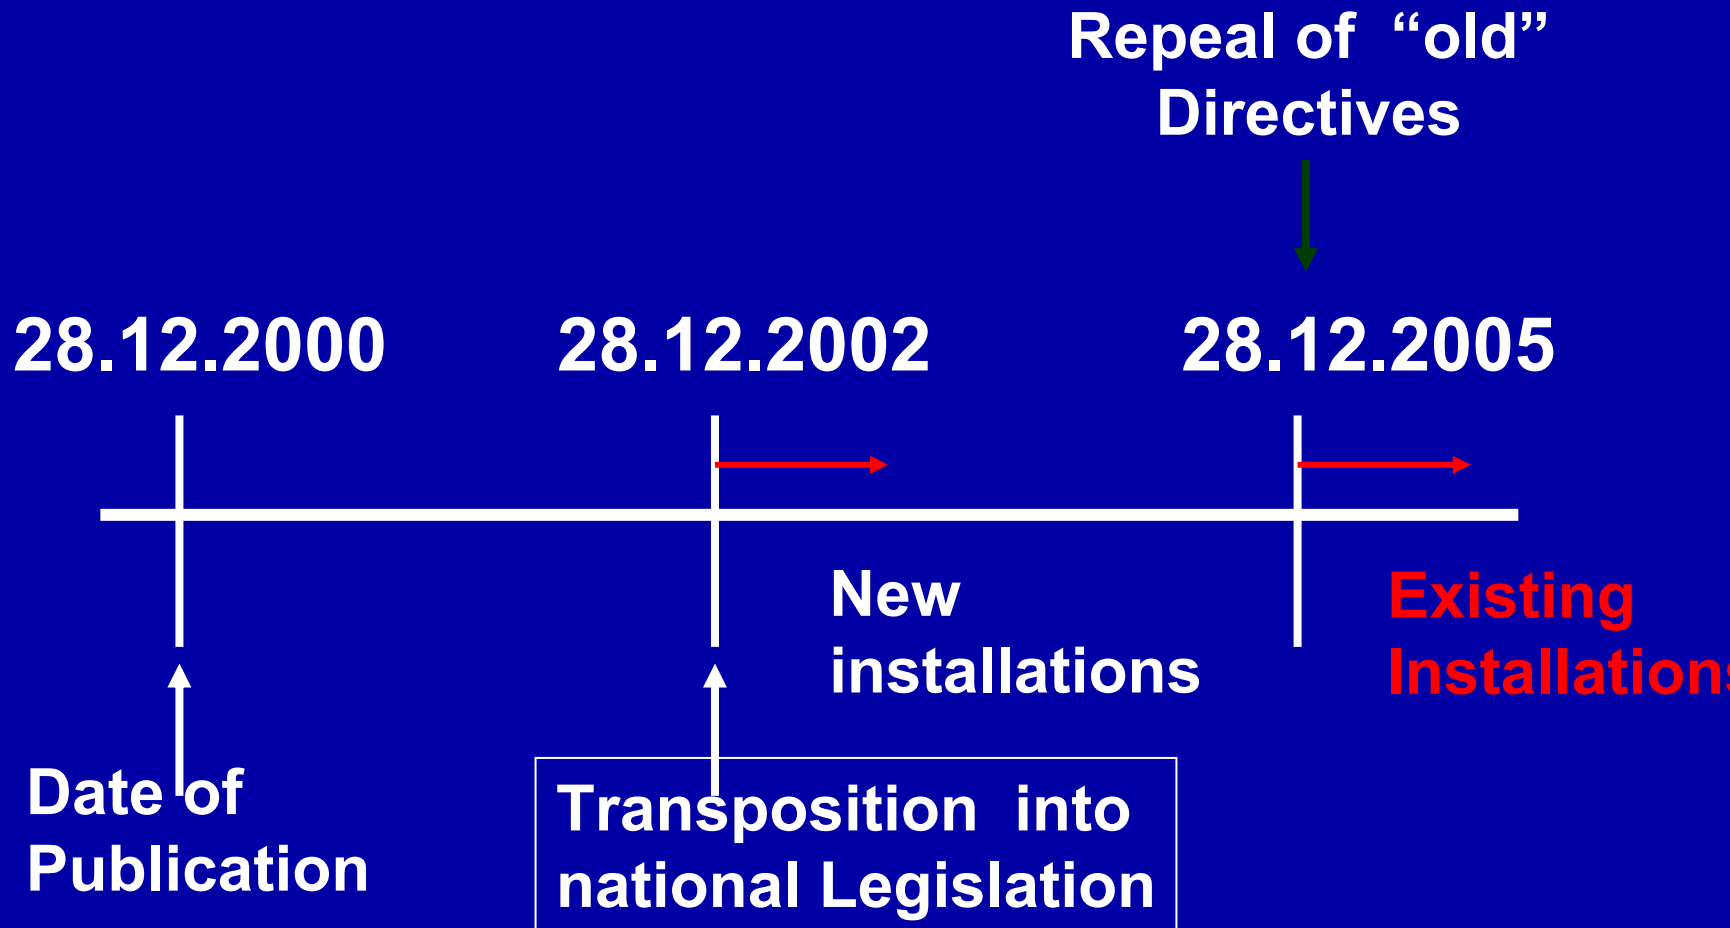 Repeal of “old”
Directives
28.12.2000 28.12.2002 28.12.2005
New
installations
Existing
Installations
Date of
Publication
Transposition into
national Legislation